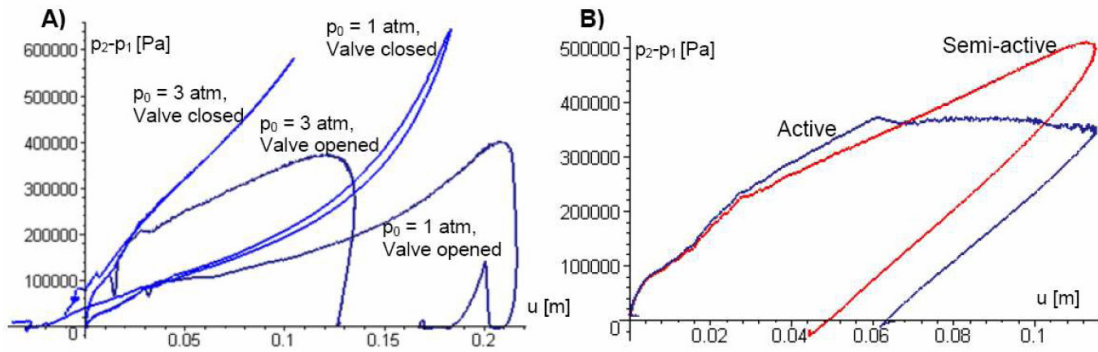 A)
p₂-p₁ [Pa]
600000
500000
400000
300000
200000
100000
0
p₀ = 1 atm,
Valve closed
p₀ = 3 atm,
Valve closed
p₀ = 3 atm,
Valve opened
p₀ = 1 atm,
Valve opened
u [m]
0.05
0.1
0.15
0.2
B)
p₂-p₁ [Pa]
500000
400000
300000
200000
100000
0
Semi-active
Active
u [m]
0.02
0.04
0.06
0.08
0.1